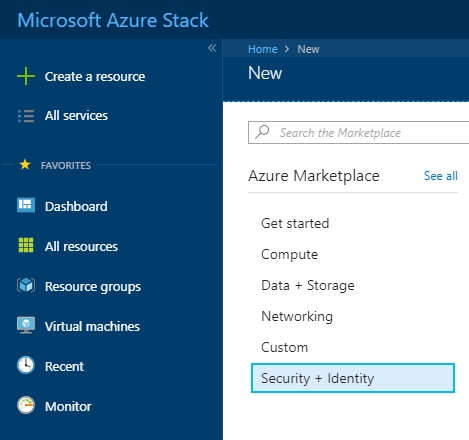 Microsoft Azure Stack
Create a resource
All services
FAVORITES
Dashboard
All resources
Resource groups
Virtual machines
Recent
Monitor
Home > New
New
Search the Marketplace
Azure Marketplace See all
Get started
Compute
Data + Storage
Networking
Custom
Security + Identity